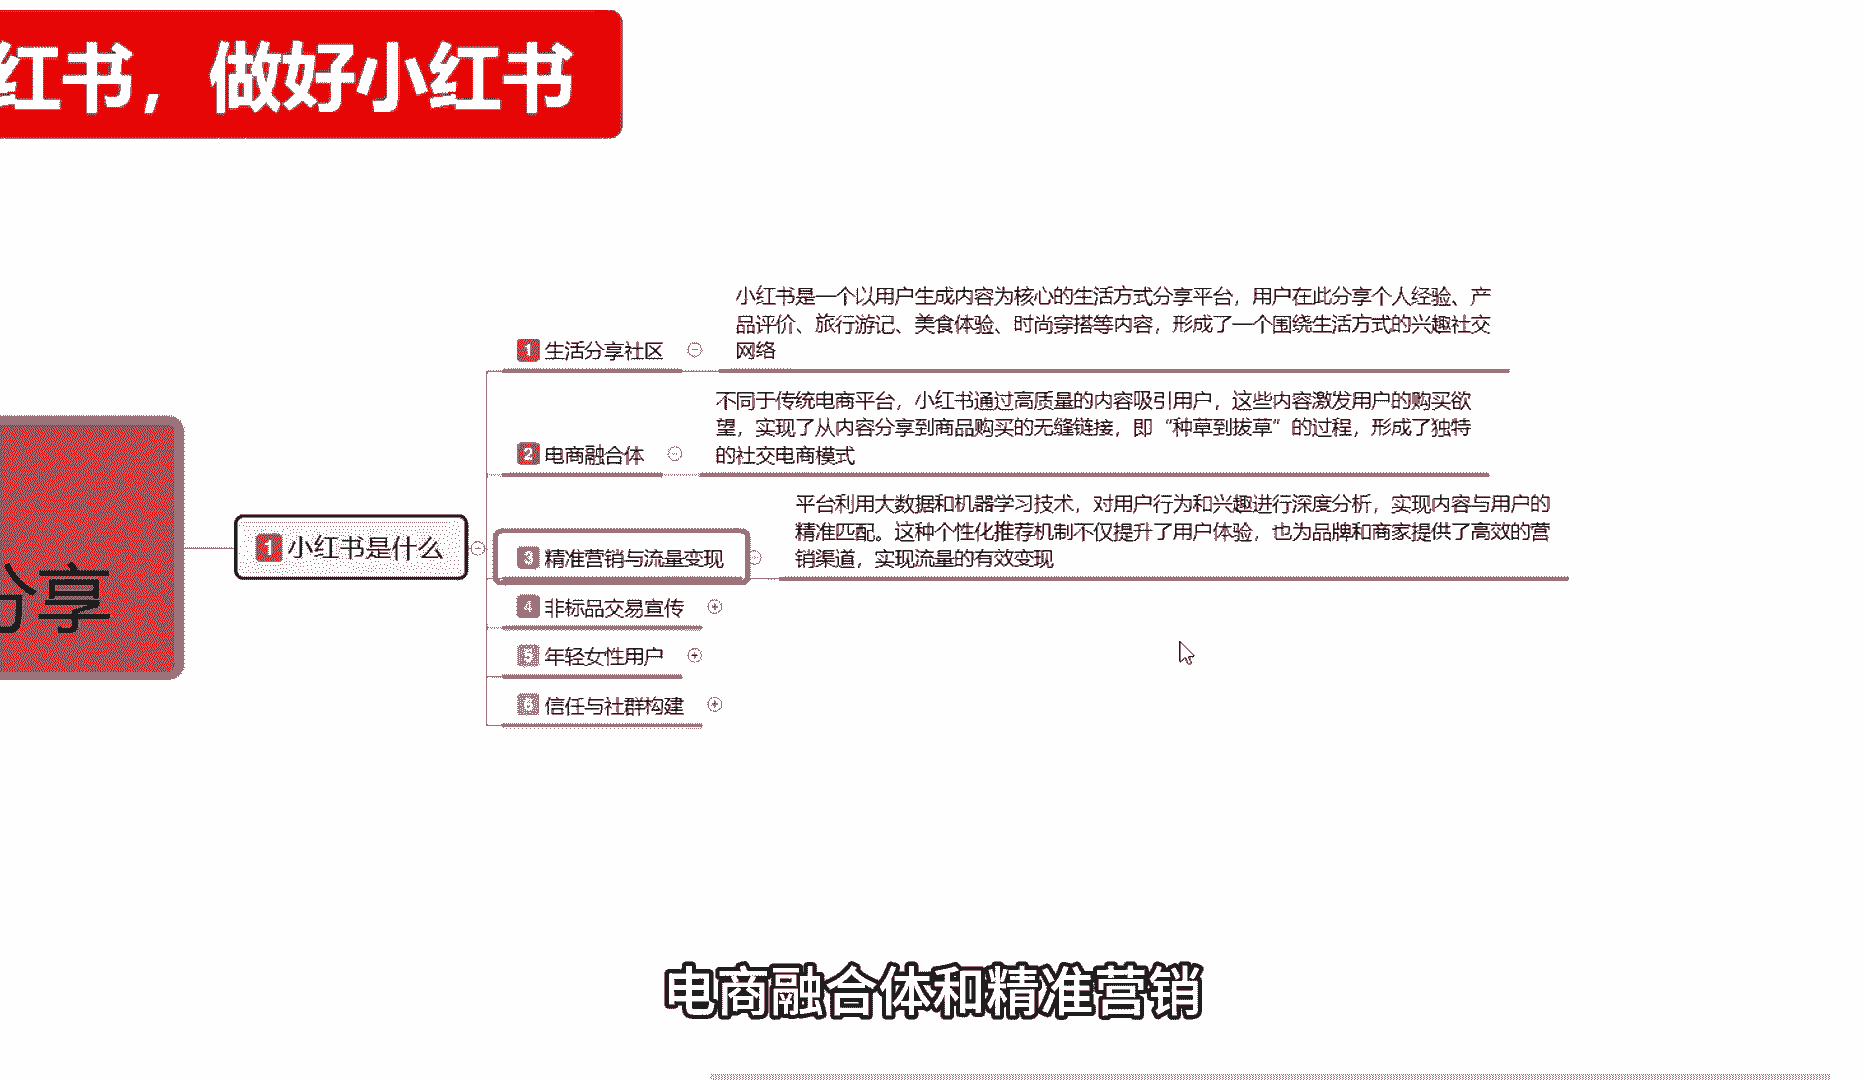 红书，做好小红书
小红书是一个以用户生成内容为核心的生活方式分享平台，用户在此分享个人经验、产
品评价、旅行游记、美食体验、时尚穿搭等内容，形成了一个围绕生活方式的兴趣社交
网络
1 生活分享社区
不同于传统电商平台，小红书通过高质量的内容吸引用户，这些内容激发用户的购买欲
望，实现了从内容分享到商品购买的无缝链接，即“种草到拔草”的过程，形成了独特
的社交电商模式
2 电商融合体
平台利用大数据和机器学习技术，对用户行为和兴趣进行深度分析，实现内容与用户的
精准匹配。这种个性化推荐机制不仅提升了用户体验，也为品牌和商家提供了高效的营
销渠道，实现流量的有效变现
1 小红书是什么
3 精准营销与流量变现
分享
4 非标品交易宣传
5 年轻女性用户
6 信任与社群构建
电商融合体和精准营销